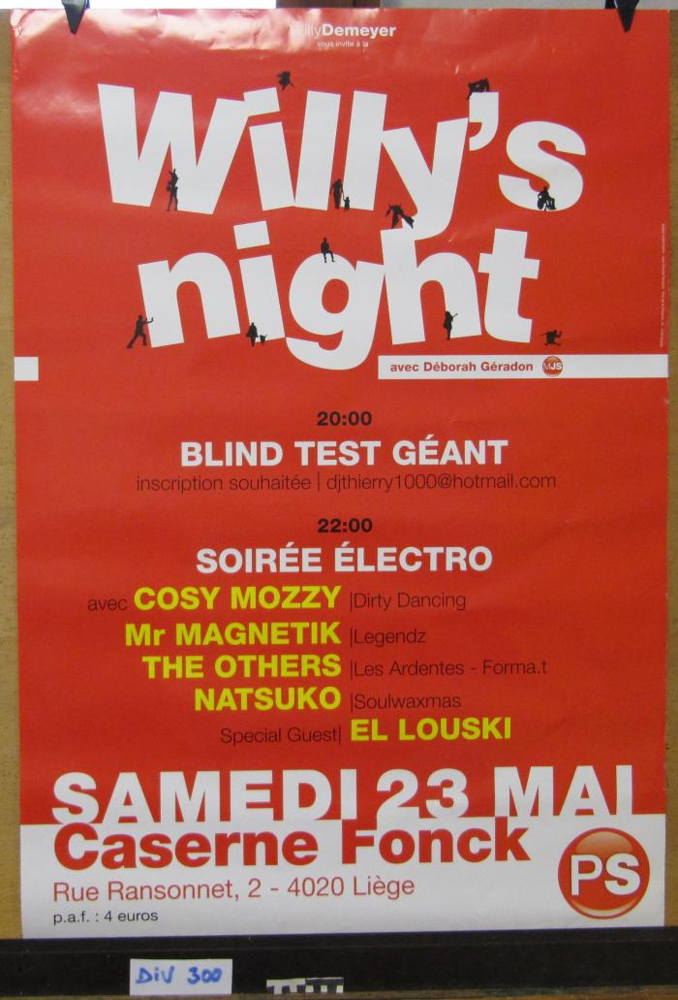 WillyDemeyer
vous invite à la
Willy's
night
avec Déborah Géradon MJS
20:00
BLIND TEST GÉANT
inscription souhaitée | djthierry1000@hotmail.com
22:00
SOIRÉE ÉLECTRO
avec COSY MOZZY |Dirty Dancing
Mr MAGNETIK |Legendz
THE OTHERS |Les Ardentes - Forma.t
NATSUKO |Soulwaxmas
Special Guest| EL LOUSKI
SAMEDI 23 MAI
Caserne Fonck
Rue Ransonnet, 2 - 4020 Liège
p.a.f. : 4 euros
PS
DiV 300